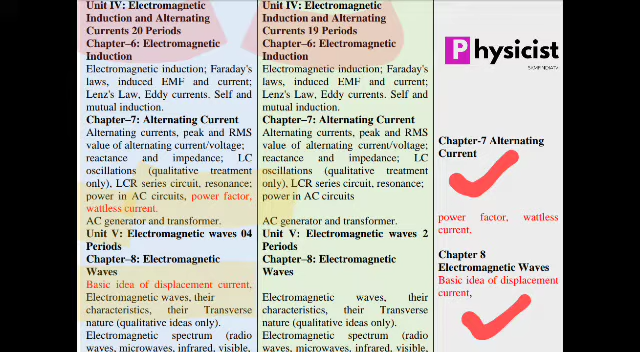 Unit IV: Electromagnetic
Induction and Alternating
Currents 20 Periods
Chapter–6: Electromagnetic
Induction
Electromagnetic induction; Faraday's
laws, induced EMF and current;
Lenz's Law, Eddy currents. Self and
mutual induction.
Chapter–7: Alternating Current
Alternating currents, peak and RMS
value of alternating current/voltage;
reactance and impedance; LC
oscillations (qualitative treatment
only), LCR series circuit, resonance;
power in AC circuits, power factor,
wattless current.
AC generator and transformer.
Unit V: Electromagnetic waves 04
Periods
Chapter–8: Electromagnetic
Waves
Basic idea of displacement current,
Electromagnetic waves, their
characteristics, their Transverse
nature (qualitative ideas only).
Electromagnetic spectrum (radio
waves, microwaves, infrared, visible,
Unit IV: Electromagnetic
Induction and Alternating
Currents 19 Periods
Chapter–6: Electromagnetic
Induction
Electromagnetic induction; Faraday's
laws, induced EMF and current;
Lenz's Law, Eddy currents. Self and
mutual induction.
Chapter–7: Alternating Current
Alternating currents, peak and RMS
value of alternating current/voltage;
reactance and impedance; LC
oscillations (qualitative treatment
only), LCR series circuit, resonance;
power in AC circuits
AC generator and transformer.
Unit V: Electromagnetic waves 2
Periods
Chapter–8: Electromagnetic
Waves
Electromagnetic waves, their
characteristics, their Transverse
nature (qualitative ideas only).
Electromagnetic spectrum (radio
waves, microwaves, infrared, visible,
Physicist
Chapter-7 Alternating
Current
power factor, wattless
current,
Chapter 8
Electromagnetic Waves
Basic idea of displacement
current,